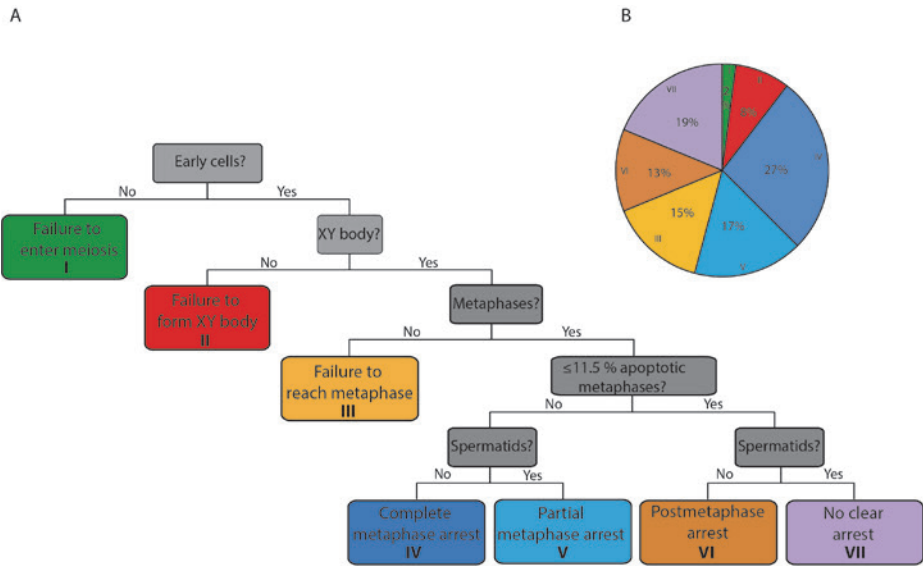 A
B
Early cells?
No
Yes
Failure to
enter meiosis
I
XY body?
No
Yes
Failure to
form XY body
II
Metaphases?
No
Yes
Failure to
reach metaphase
III
≤11.5 % apoptotic
metaphases?
No
Yes
Spermatids?
No
Yes
Spermatids?
No
Yes
Complete
metaphase arrest
IV
Partial
metaphase arrest
V
Postmetaphase
arrest
VI
No clear
arrest
VII
VII
19%
VI
13%
15%
III
17%
V
27%
IV